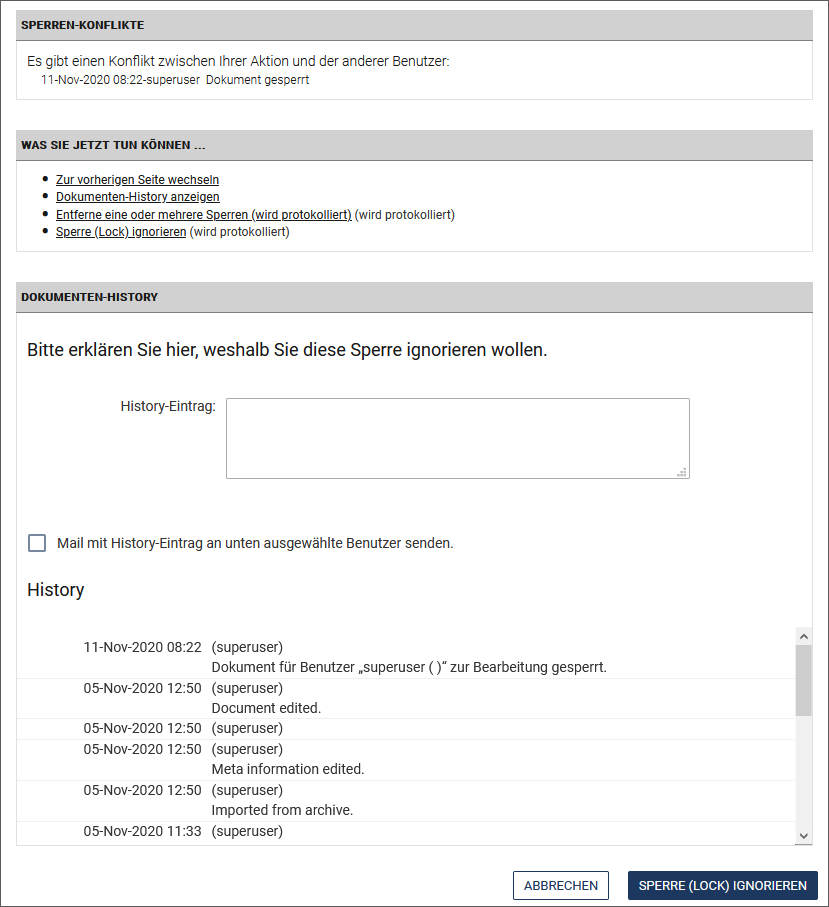 SPERREN-KONFLIKTE
Es gibt einen Konflikt zwischen Ihrer Aktion und der anderer Benutzer:
11-Nov-2020 08:22-superuser Dokument gesperrt
WAS SIE JETZT TUN KÖNNEN ...
Zur vorherigen Seite wechseln
Dokumenten-History anzeigen
Entferne eine oder mehrere Sperren (wird protokolliert) (wird protokolliert)
Sperre (Lock) ignorieren (wird protokolliert)
DOKUMENTEN-HISTORY
Bitte erklären Sie hier, weshalb Sie diese Sperre ignorieren wollen.
History-Eintrag:
Mail mit History-Eintrag an unten ausgewählte Benutzer senden.
History
11-Nov-2020 08:22 (superuser)
Dokument für Benutzer „superuser ( )“ zur Bearbeitung gesperrt.
05-Nov-2020 12:50 (superuser)
Document edited.
05-Nov-2020 12:50 (superuser)
05-Nov-2020 12:50 (superuser)
Meta information edited.
05-Nov-2020 12:50 (superuser)
Imported from archive.
05-Nov-2020 11:33 (superuser)
ABBRECHEN SPERRE (LOCK) IGNORIEREN